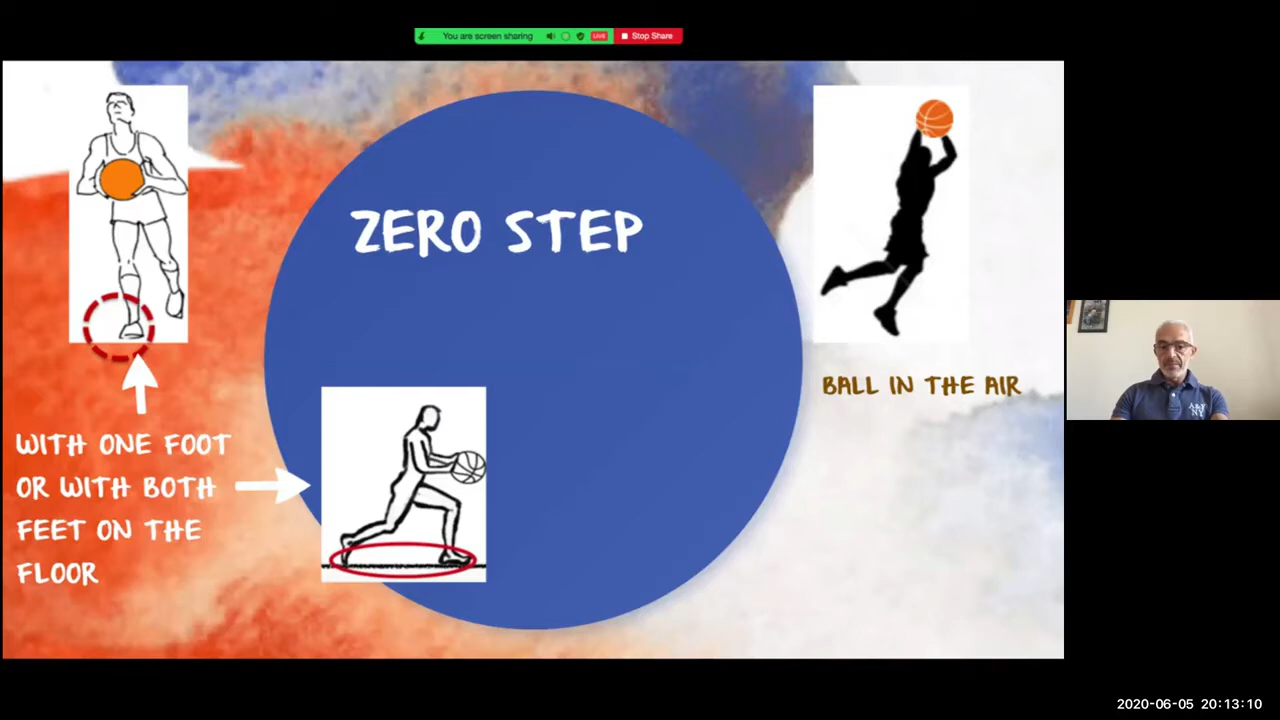 You are screen sharing
LIVE
Stop Share
ZERO STEP
BALL IN THE AIR
WITH ONE FOOT
OR WITH BOTH
FEET ON THE
FLOOR
2020-06-05 20:13:10